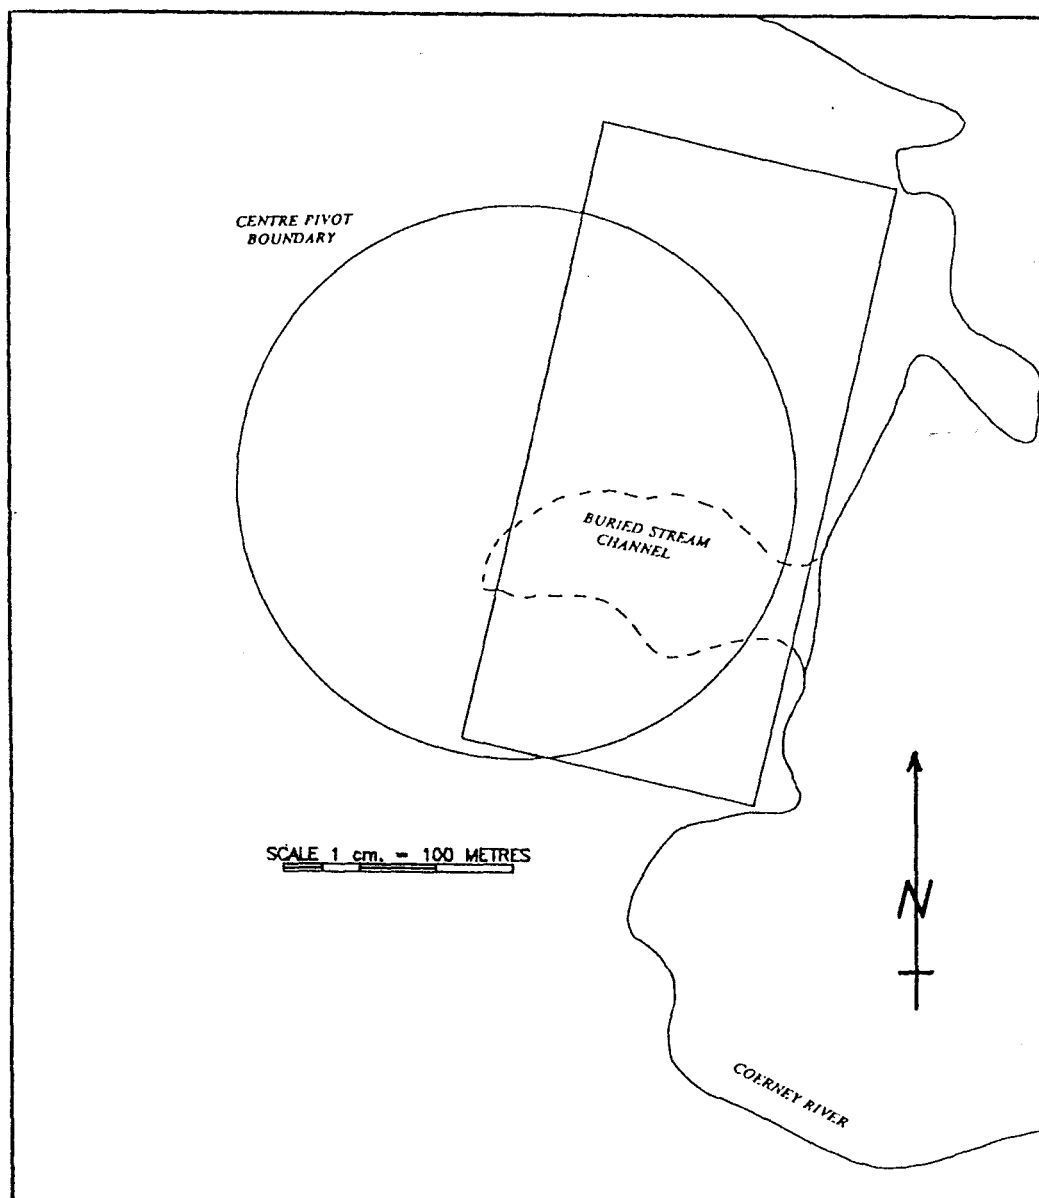 CENTRE PIVOT
BOUNDARY
BURIED STREAM
CHANNEL
SCALE 1 cm. = 100 METRES
N
COERNEY RIVER